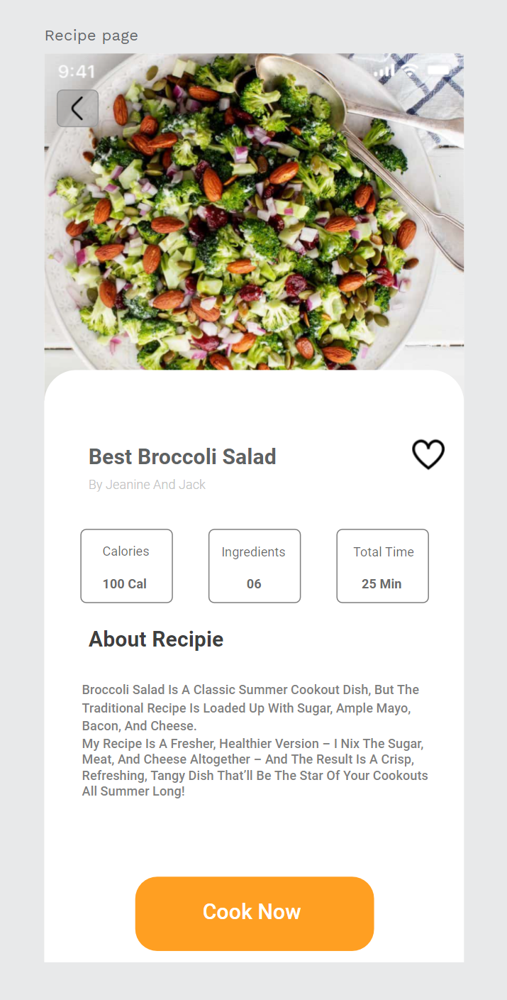 Recipe page
9:41
Best Broccoli Salad
By Jeanine And Jack
Calories
Ingredients
Total Time
100 Cal
06
25 Min
About Recipie
Broccoli Salad Is A Classic Summer Cookout Dish, But The
Traditional Recipe Is Loaded Up With Sugar, Ample Mayo,
Bacon, And Cheese.
My Recipe Is A Fresher, Healthier Version – I Nix The Sugar,
Meat, And Cheese Altogether – And The Result Is A Crisp,
Refreshing, Tangy Dish That’ll Be The Star Of Your Cookouts
All Summer Long!
Cook Now